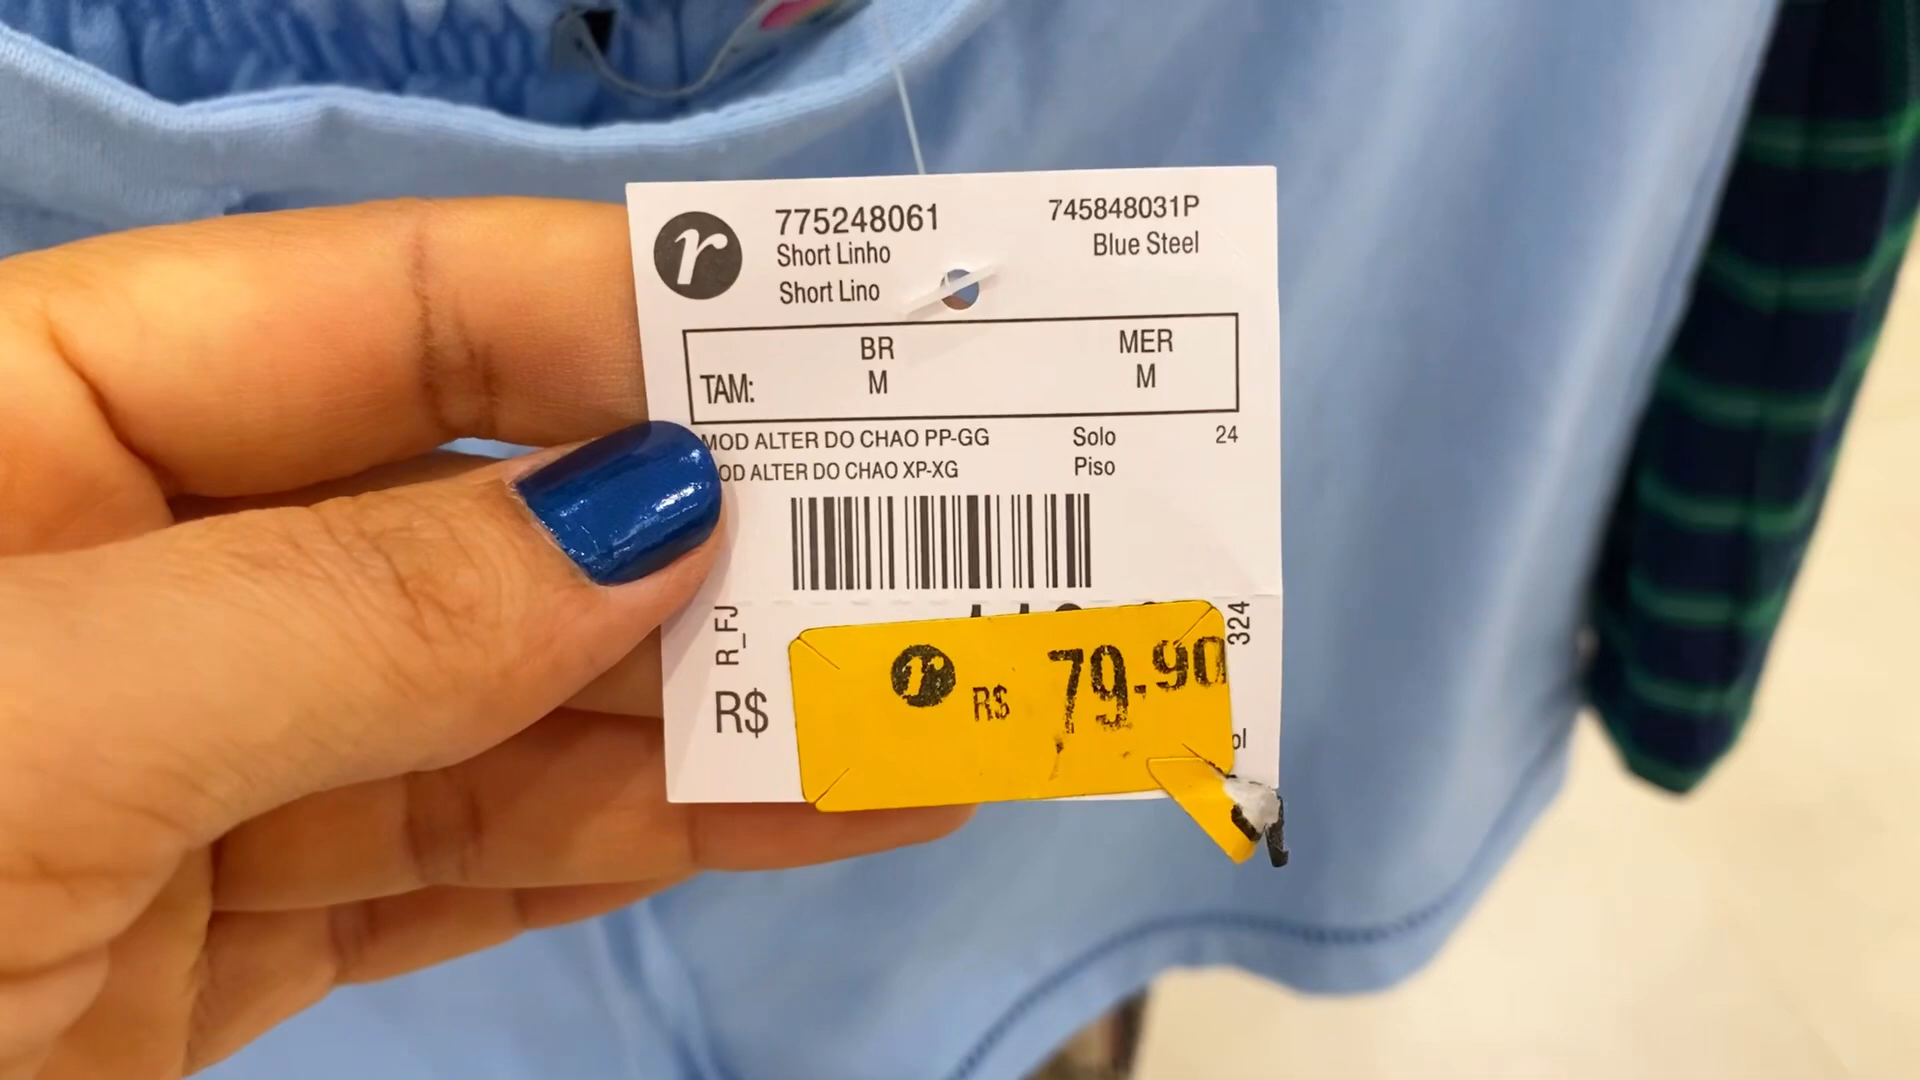 r
775248061
745848031P
Short Linho
Blue Steel
Short Lino
BR
MER
TAM:
M
M
MOD ALTER DO CHAO PP-GG
Solo
24
OD ALTER DO CHAO XP-XG
Piso
R_FJ
324
R$
r
R$
79.90
ol